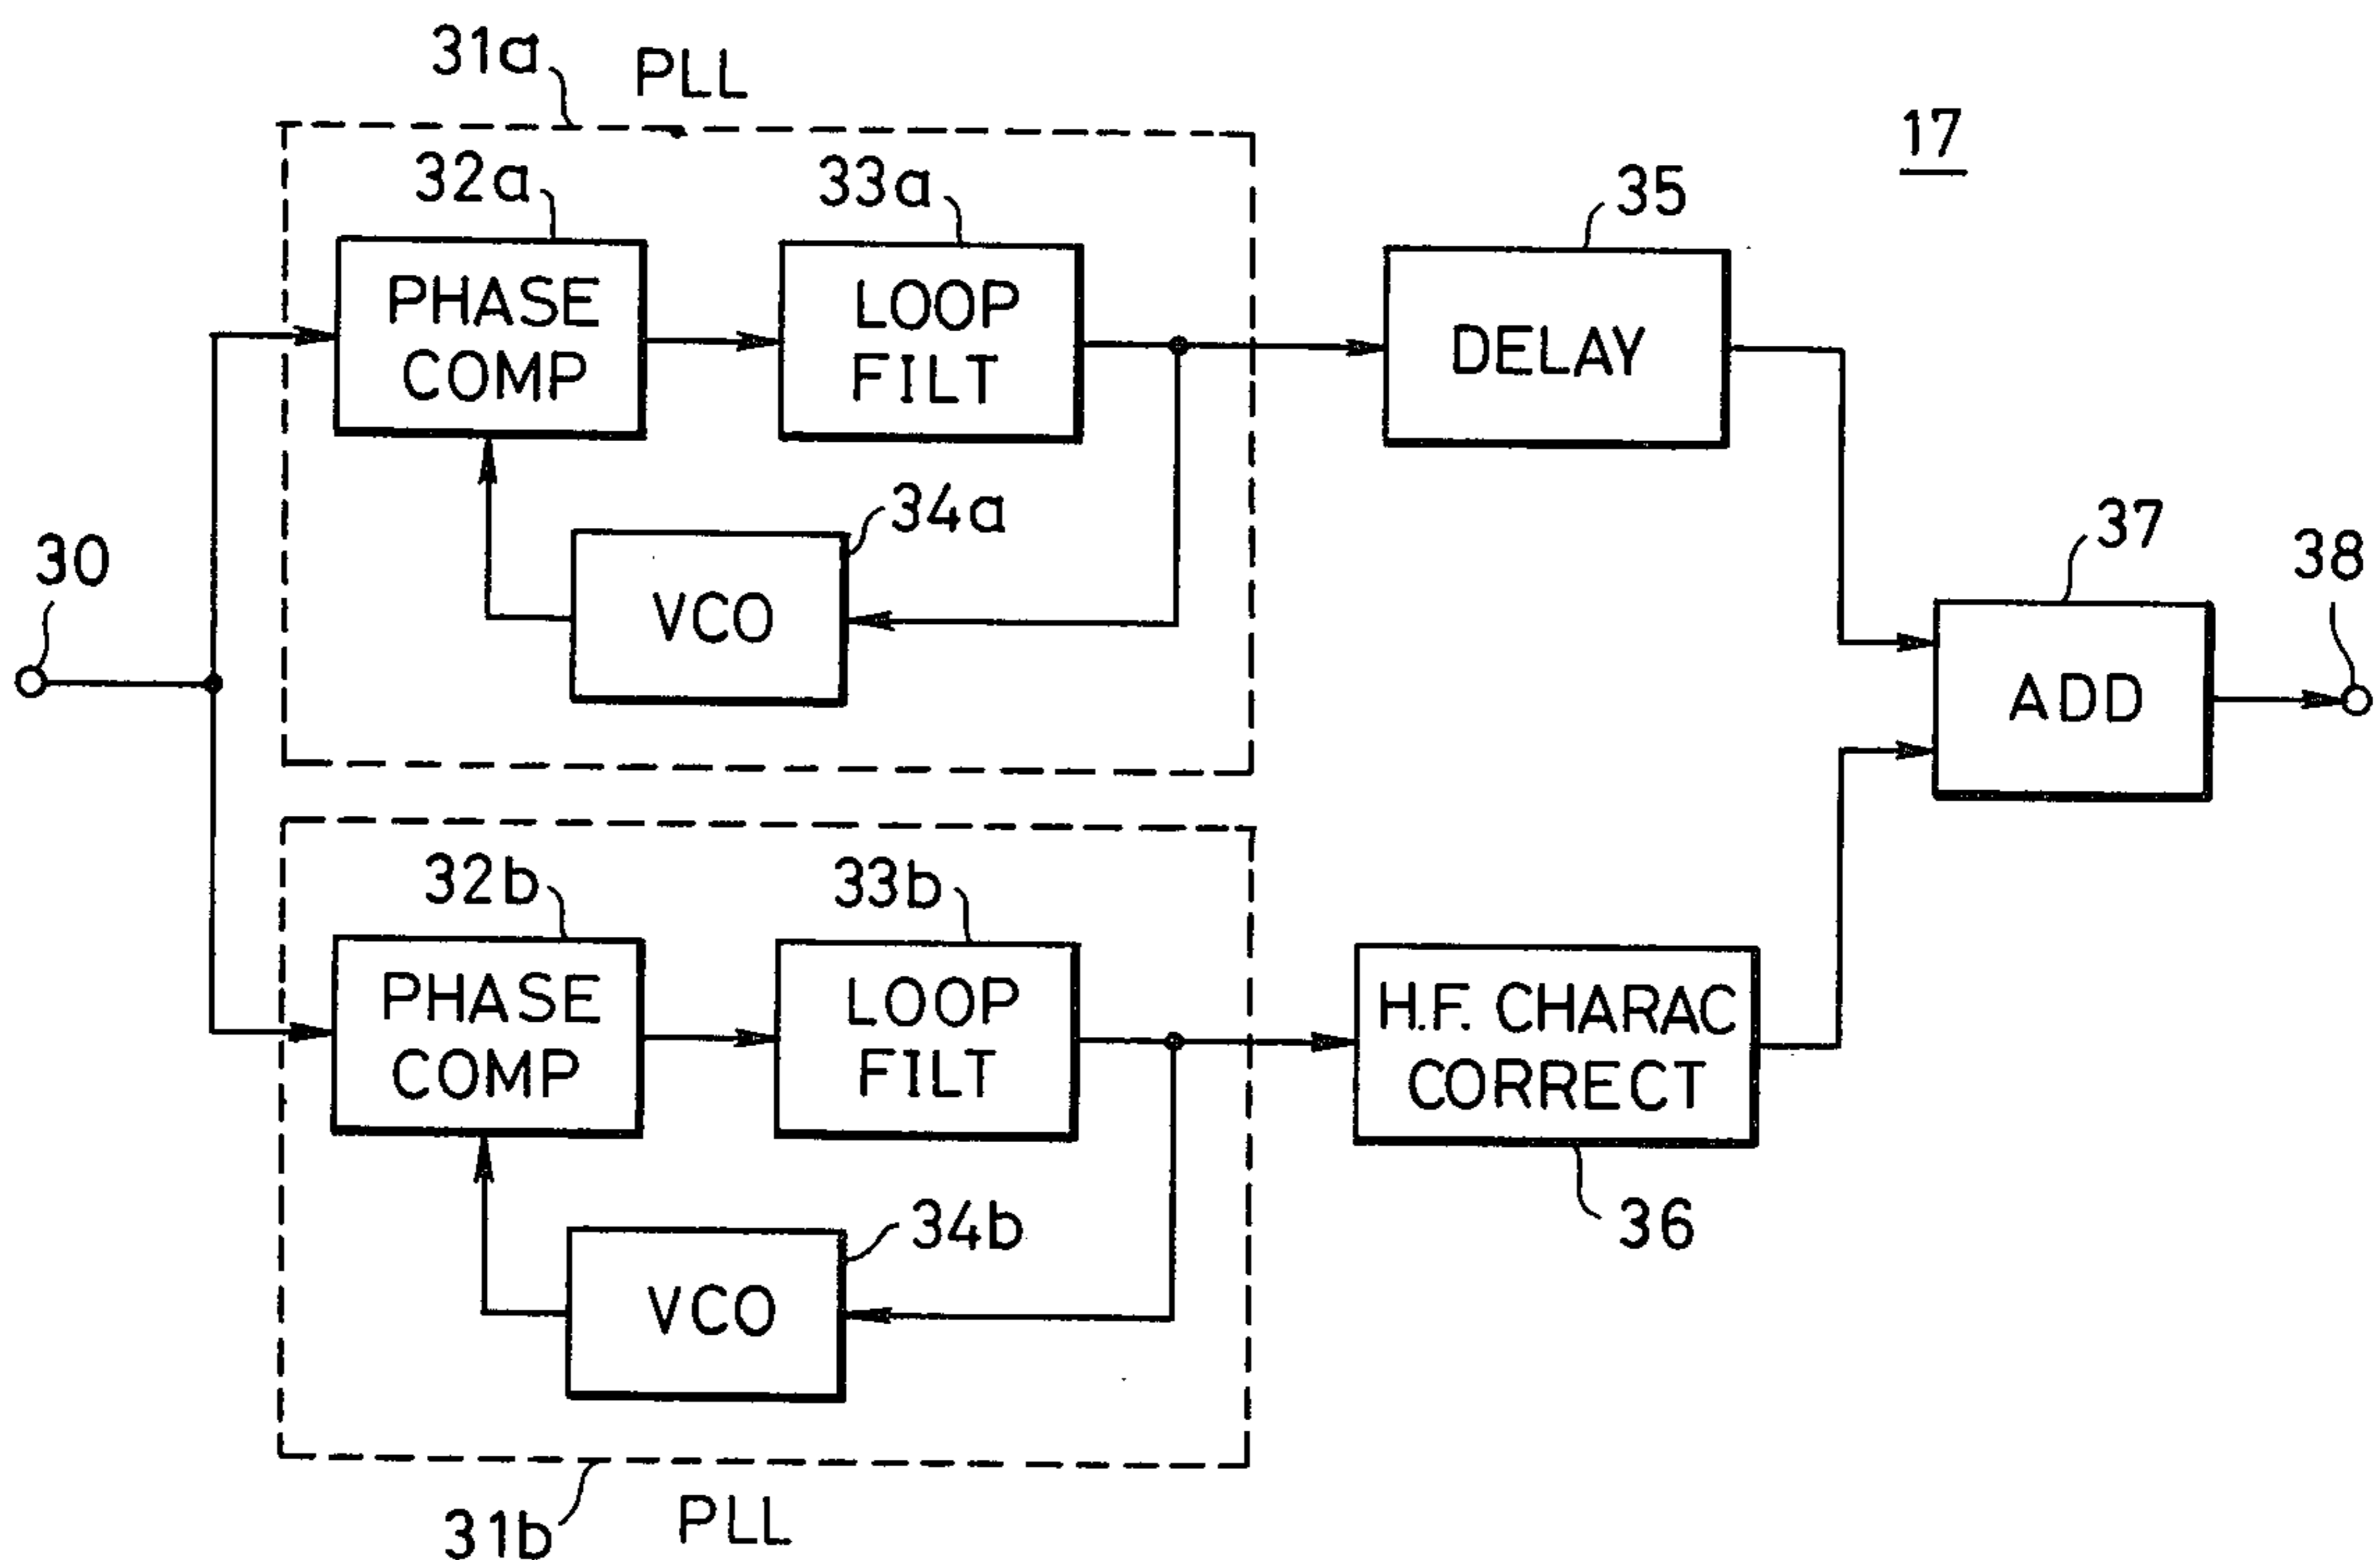 31a
PLL
17
32a
33a
35
PHASE
COMP
LOOP
FILT
DELAY
34a
VCO
30
37
38
ADD
32b
33b
PHASE
COMP
LOOP
FILT
H.F. CHARAC
CORRECT
34b
VCO
36
31b
PLL